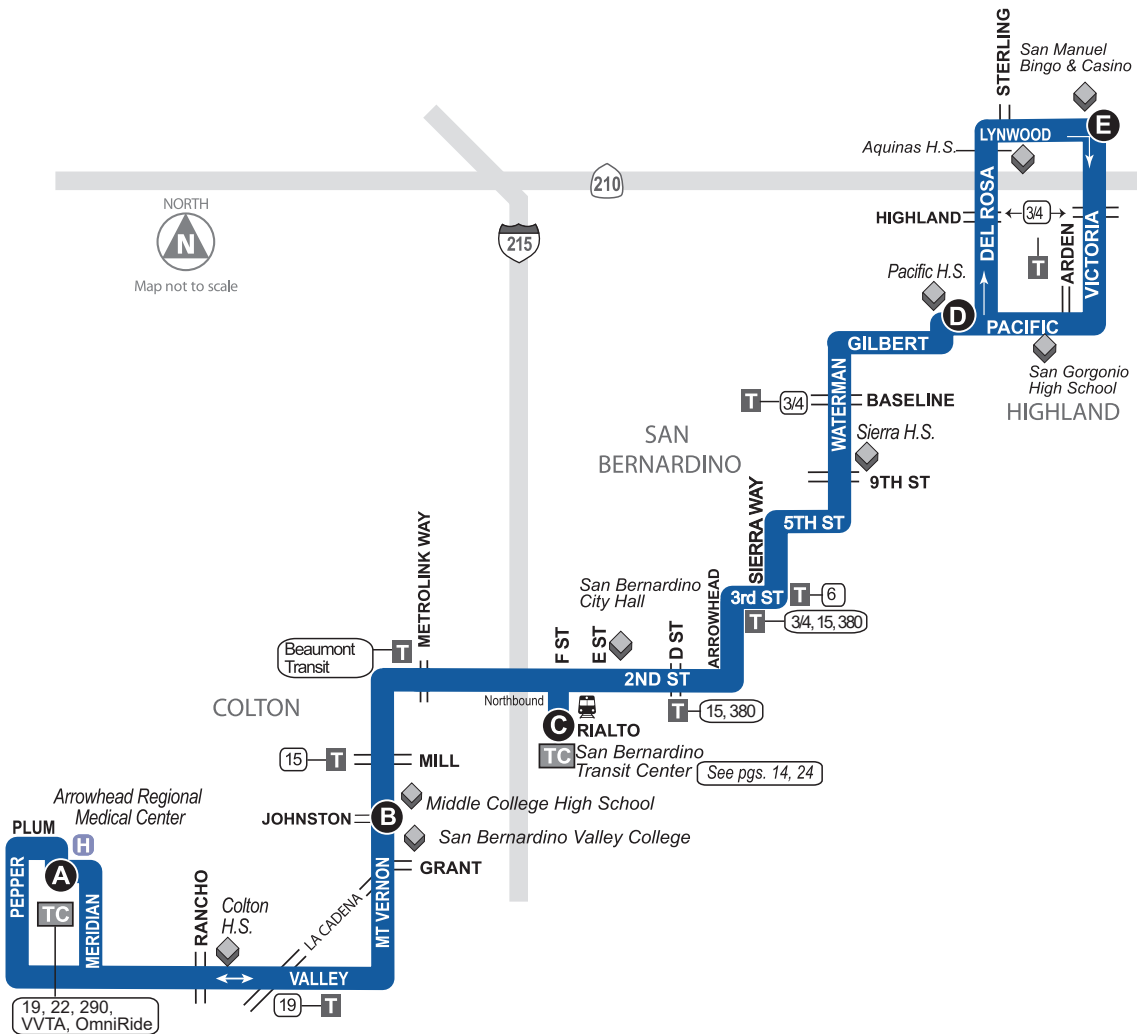 San Manuel
Bingo & Casino
STERLING
E
LYNWOOD
Aquinas H.S.
210
NORTH
N
Map not to scale
215
HIGHLAND
3/4
DEL ROSA
T
ARDEN
VICTORIA
Pacific H.S.
D
PACIFIC
GILBERT
San Gorgonio
High School
HIGHLAND
T
3/4
BASELINE
WATERMAN
SAN
BERNARDINO
Sierra H.S.
9TH ST
SIERRA WAY
5TH ST
METROLINK WAY
San Bernardino
City Hall
ARROWHEAD
3rd ST
T
6
T
3/4, 15, 380
Beaumont
Transit
T
F ST
E ST
D ST
2ND ST
COLTON
Northbound
C
RIALTO
T
15, 380
TC
San Bernardino
Transit Center
See pgs. 14, 24
15
T
MILL
Arrowhead Regional
Medical Center
Middle College High School
JOHNSTON
B
San Bernardino Valley College
PLUM
H
A
GRANT
PEPPER
TC
MERIDIAN
RANCHO
Colton
H.S.
LA CADENA
MT VERNON
VALLEY
19
T
19, 22, 290,
VVTA, OmniRide